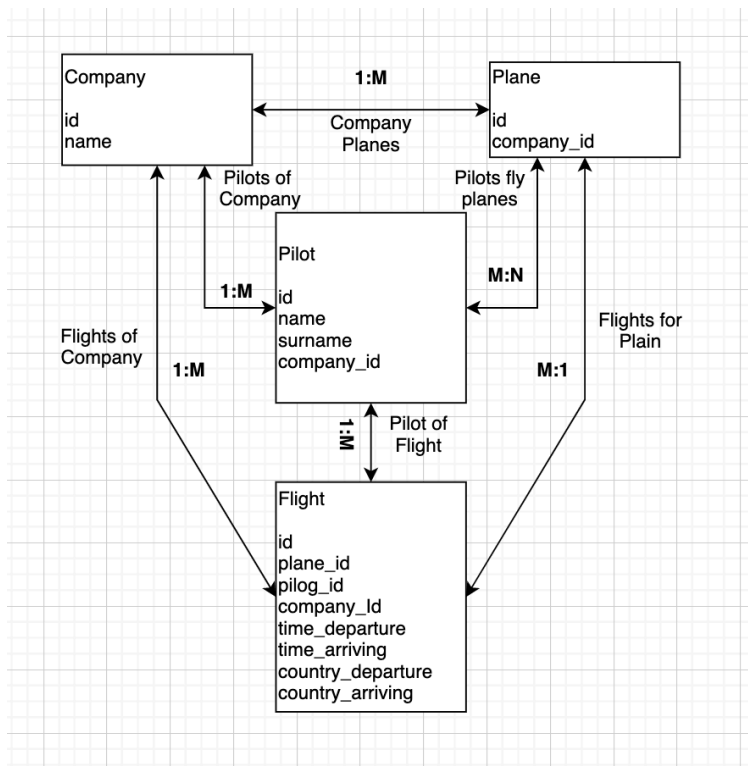 Company
id
name
1:M
Company
Planes
Plane
id
company_id
Pilots of
Company
1:M
Pilots fly
planes
M:N
Pilot
id
name
surname
company_id
Flights of
Company
1:M
Flights for
Plain
M:1
1:M
Pilot of
Flight
Flight
id
plane_id
pilog_id
company_Id
time_departure
time_arriving
country_departure
country_arriving